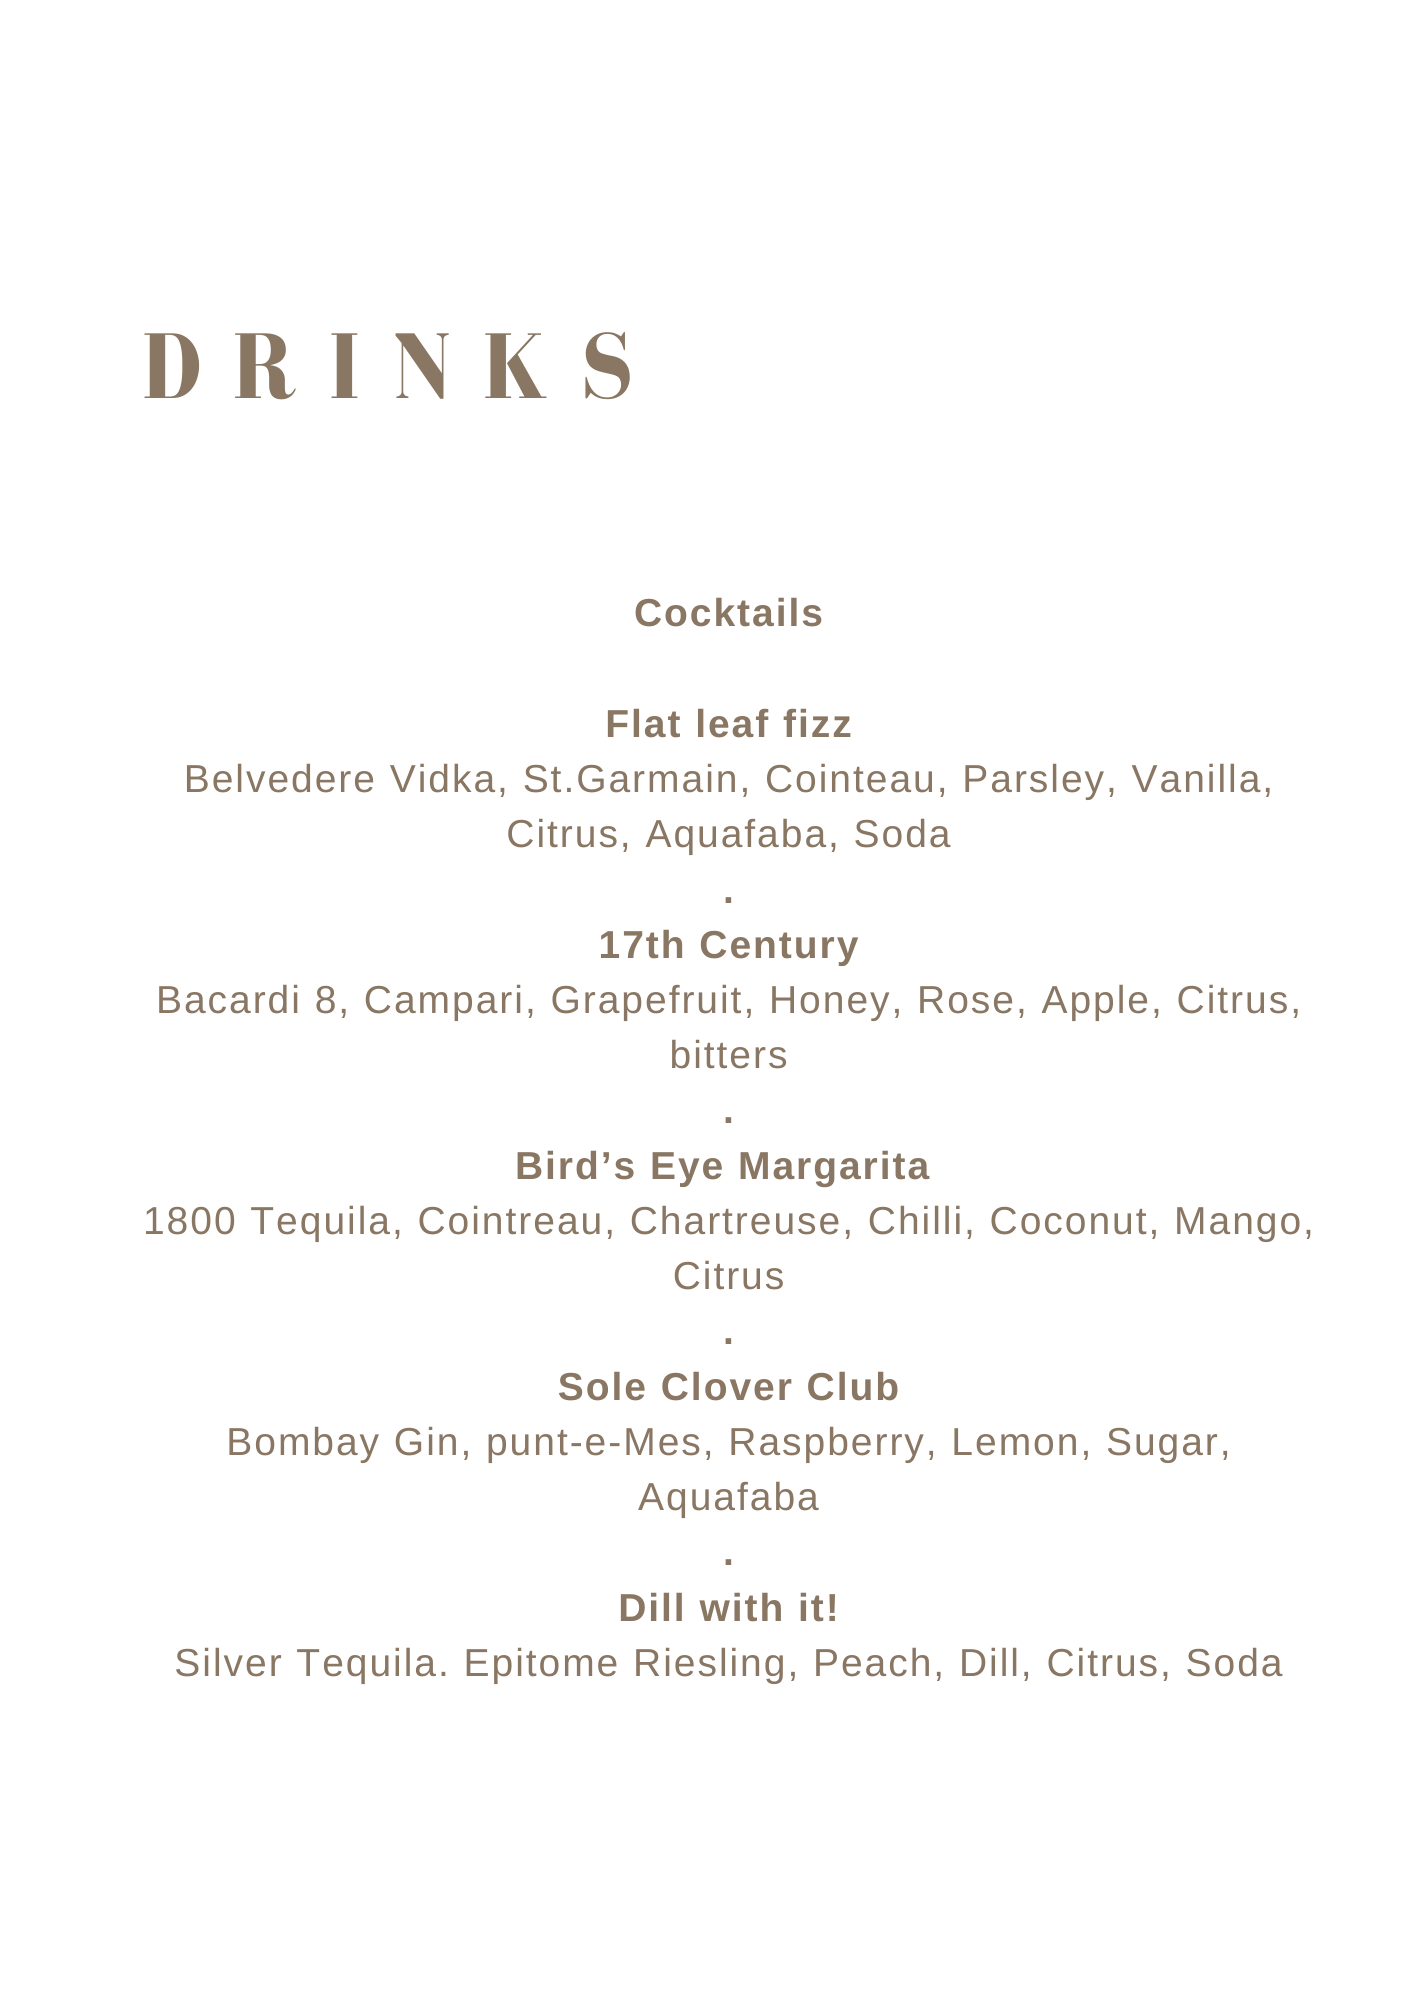 DRINKS
Cocktails
Flat leaf fizz
Belvedere Vidka, St.Garmain, Cointeau, Parsley, Vanilla,
Citrus, Aquafaba, Soda
.
17th Century
Bacardi 8, Campari, Grapefruit, Honey, Rose, Apple, Citrus,
bitters
.
Bird’s Eye Margarita
1800 Tequila, Cointreau, Chartreuse, Chilli, Coconut, Mango,
Citrus
.
Sole Clover Club
Bombay Gin, punt-e-Mes, Raspberry, Lemon, Sugar,
Aquafaba
.
Dill with it!
Silver Tequila. Epitome Riesling, Peach, Dill, Citrus, Soda